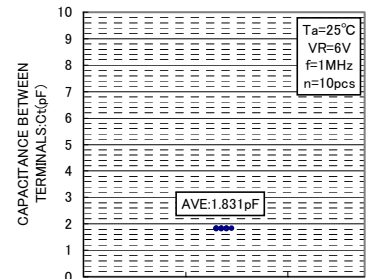 10
9
8
7
6
5
4
3
2
1
0
CAPACITANCE BETWEEN
TERMINALS:Ct(pF)
Ta=25℃
VR=6V
f=1MHz
n=10pcs
AVE:1.831pF